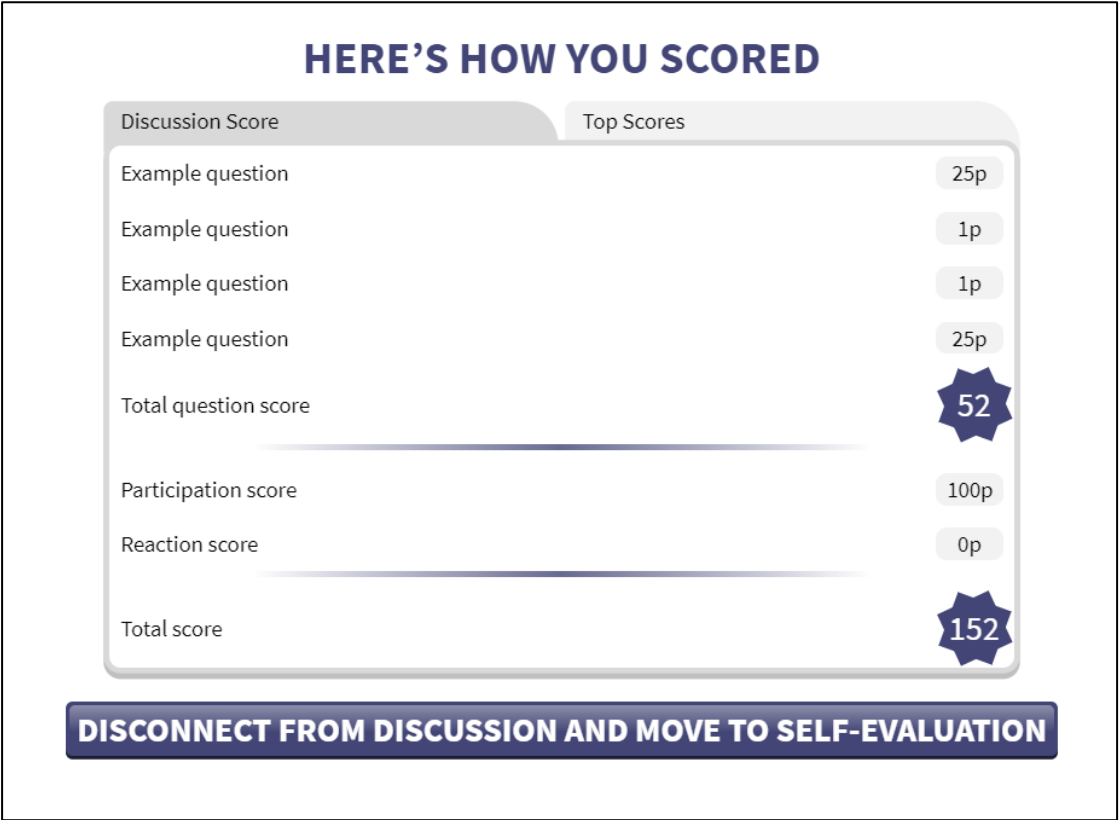 HERE’S HOW YOU SCORED
Discussion Score Top Scores
Example question 25p
Example question 1p
Example question 1p
Example question 25p
Total question score 52
Participation score 100p
Reaction score 0p
Total score 152
DISCONNECT FROM DISCUSSION AND MOVE TO SELF-EVALUATION